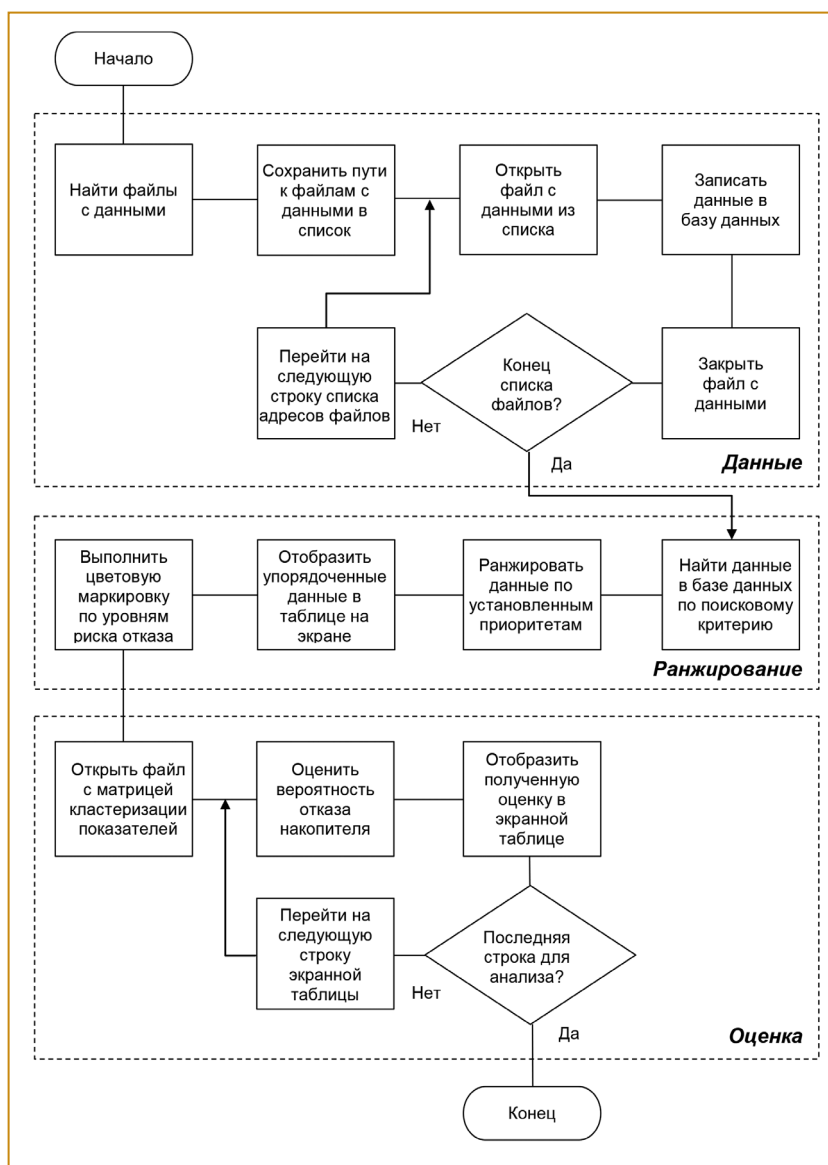 Начало
Найти файлы
с данными
Сохранить пути
к файлам с
данными в
список
Открыть
файл с
данными из
списка
Записать
данные в
базу данных
Перейти на
следующую
строку списка
адресов файлов
Нет
Конец
списка
файлов?
Да
Закрыть
файл с
данными
Данные
Выполнить
цветовую
маркировку
по уровням
риска отказа
Отобразить
упорядоченные
данные в
таблице на
экране
Ранжировать
данные по
установленным
приоритетам
Найти данные
в базе данных
по поисковому
критерию
Ранжирование
Открыть файл
с матрицей
кластеризации
показателей
Оценить
вероятность
отказа
накопителя
Отобразить
полученную
оценку в
экранной
таблице
Перейти на
следующую
строку
экранной
таблицы
Нет
Последняя
строка для
анализа?
Да
Оценка
Конец